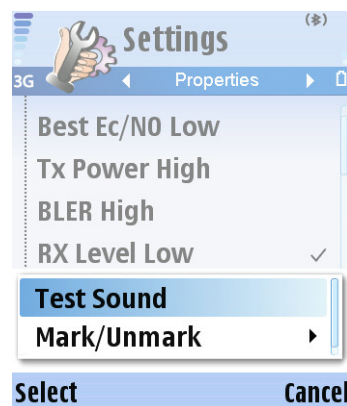 Settings
3G
Properties
Best Ec/N0 Low
Tx Power High
BLER High
RX Level Low
Test Sound
Mark/Unmark
Select Cancel